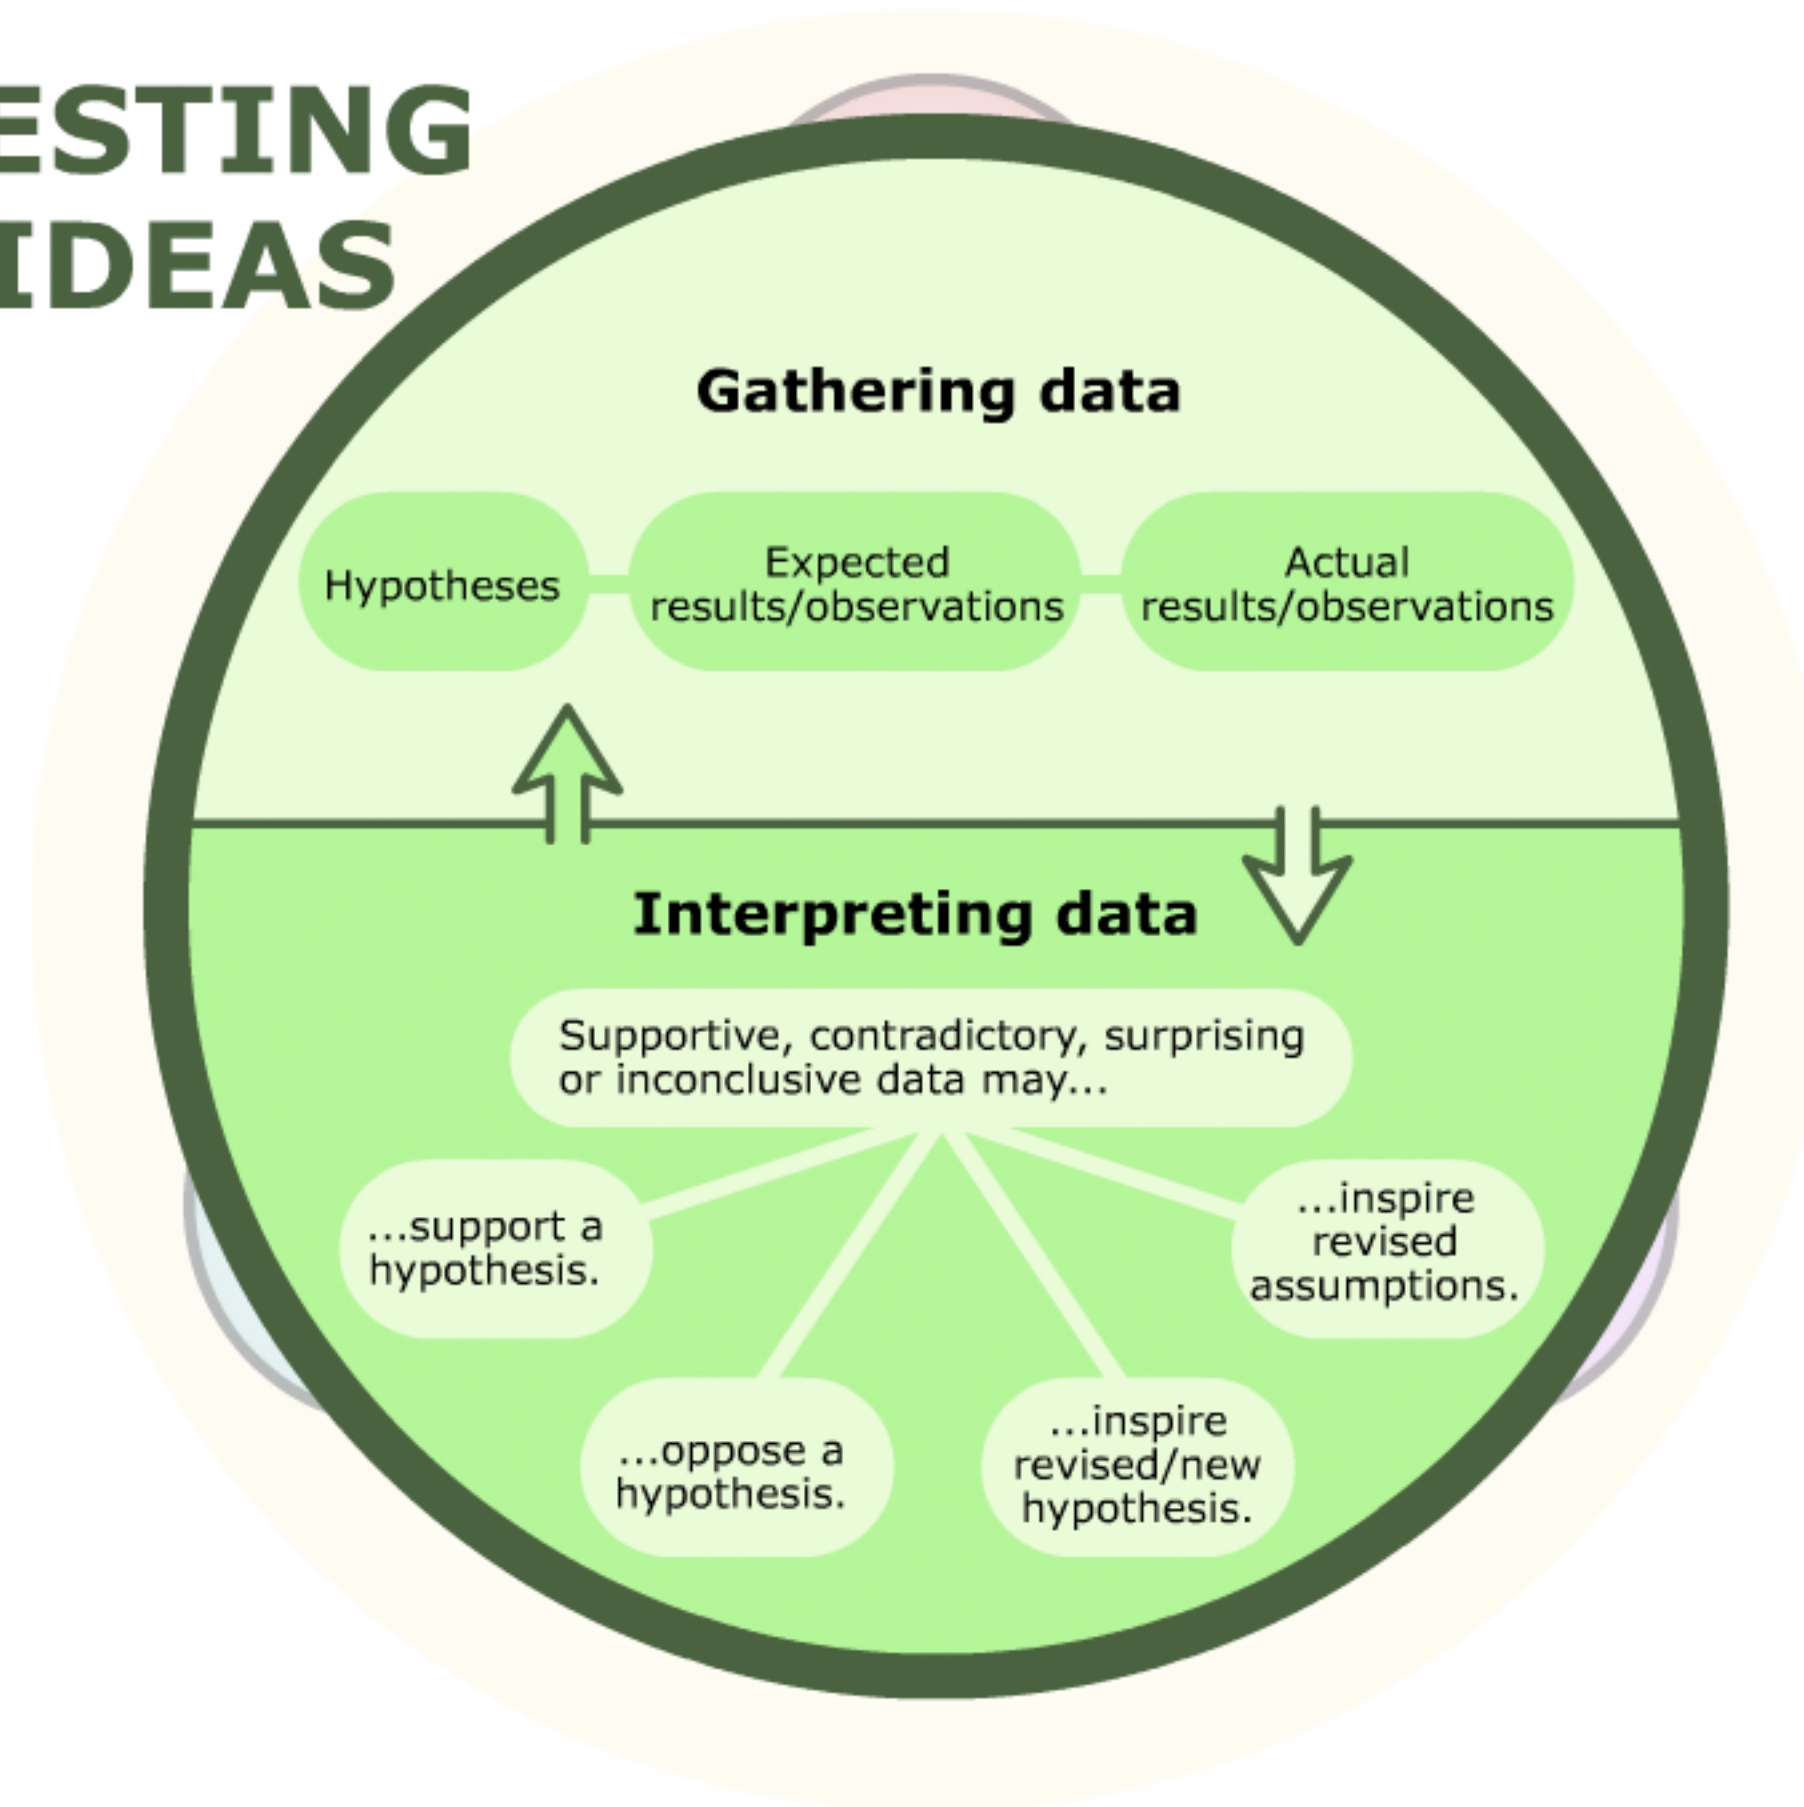 ESTING
IDEAS
Gathering data
Hypotheses
Expected
results/observations
Actual
results/observations
Interpreting data
Supportive, contradictory, surprising
or inconclusive data may...
...support a
hypothesis.
...oppose a
hypothesis.
...inspire
revised/new
hypothesis.
...inspire
revised
assumptions.